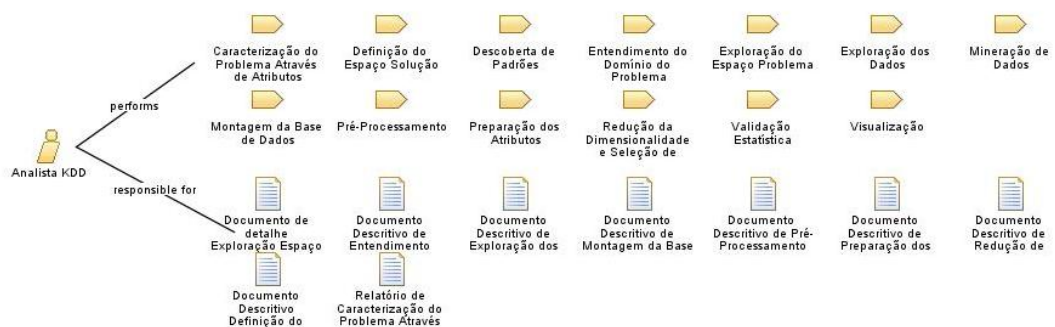 Caracterização do
Problema Através
de Atributos
Definição do
Espaço Solução
Descoberta de
Padrões
Entendimento do
Domínio do
Problema
Exploração do
Espaço Problema
Exploração dos
Dados
Mineração de
Dados
performs
Montagem da Base
de Dados
Pré-Processamento
Preparação dos
Atributos
Redução da
Dimensionalidade
e Seleção de
Validação
Estatística
Visualização
Analista KDD
responsible for
Documento de
detalhe
Exploração Espaço
Documento
Descritivo de
Entendimento
Documento
Descritivo de
Exploração dos
Documento
Descritivo de
Montagem da Base
Documento
Descritivo de Pré-
Processamento
Documento
Descritivo de
Preparação dos
Documento
Descritivo de
Redução de
Documento
Descritivo
Definição do
Relatório de
Caracterização do
Problema Através